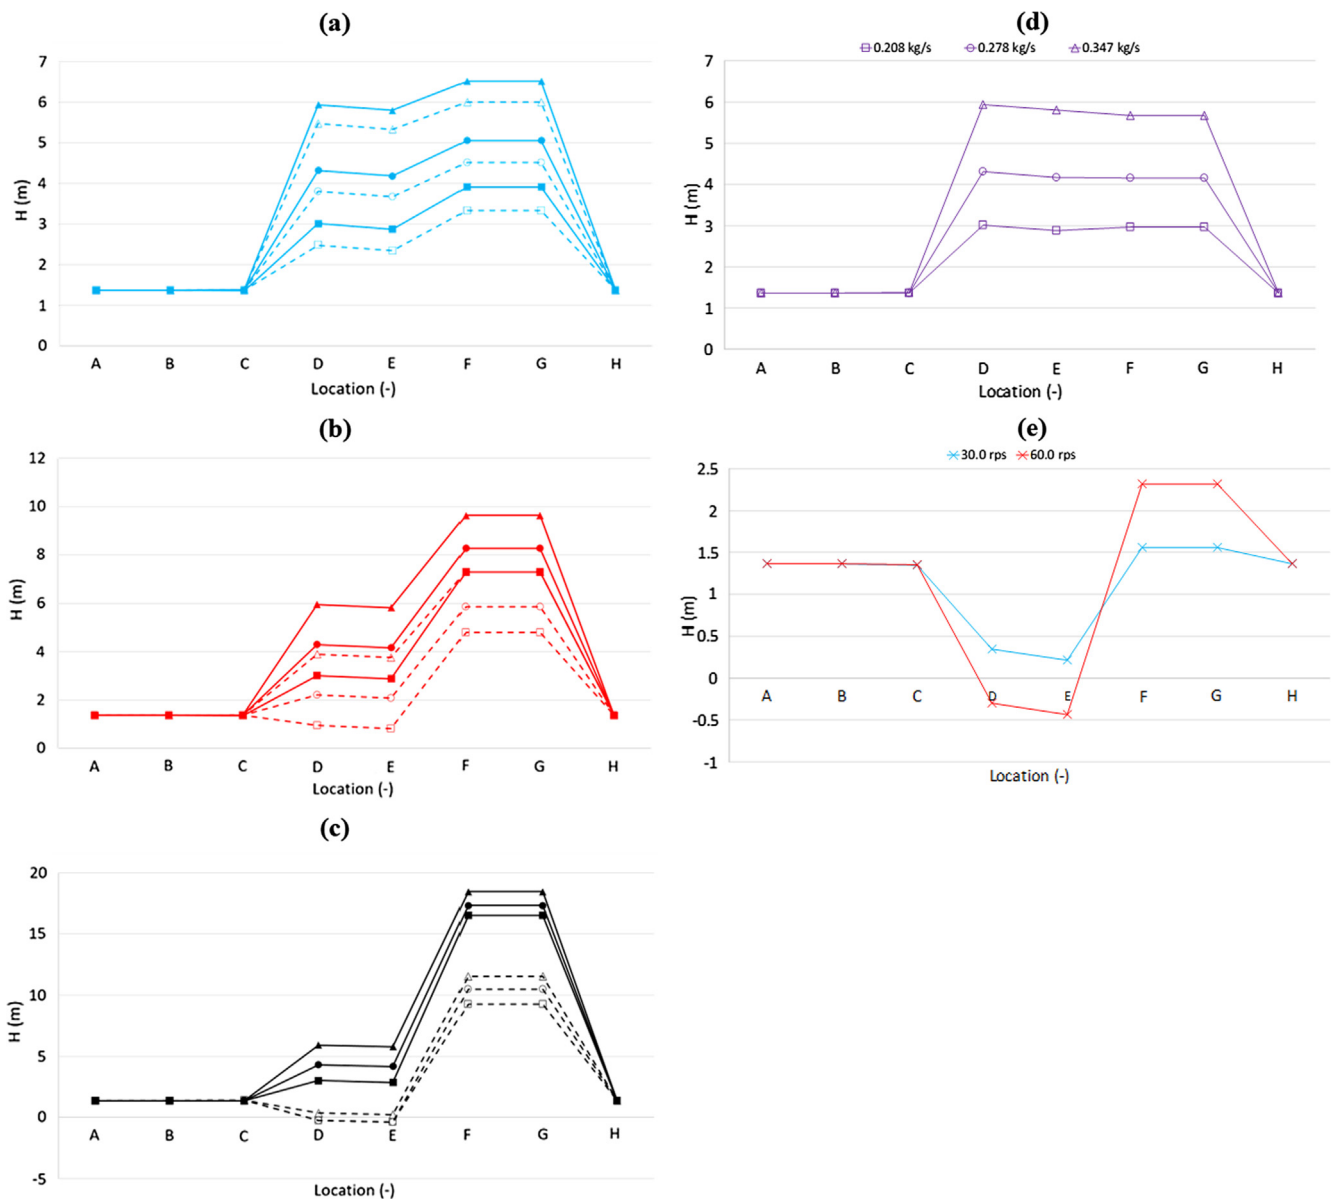 (a)
7
6
5
4
3
2
1
0
H (m)
A B C D E F G H
Location (-)
(b)
12
10
8
6
4
2
0
H (m)
A B C D E F G H
Location (-)
(c)
20
15
10
5
0
-5
H (m)
A B C D E F G H
Location (-)
(d)
0.208 kg/s 0.278 kg/s 0.347 kg/s
7
6
5
4
3
2
1
0
H (m)
A B C D E F G H
Location (-)
(e)
30.0 rps 60.0 rps
2.5
2
1.5
1
0.5
0
-0.5
-1
H (m)
A B C D E F G H
Location (-)